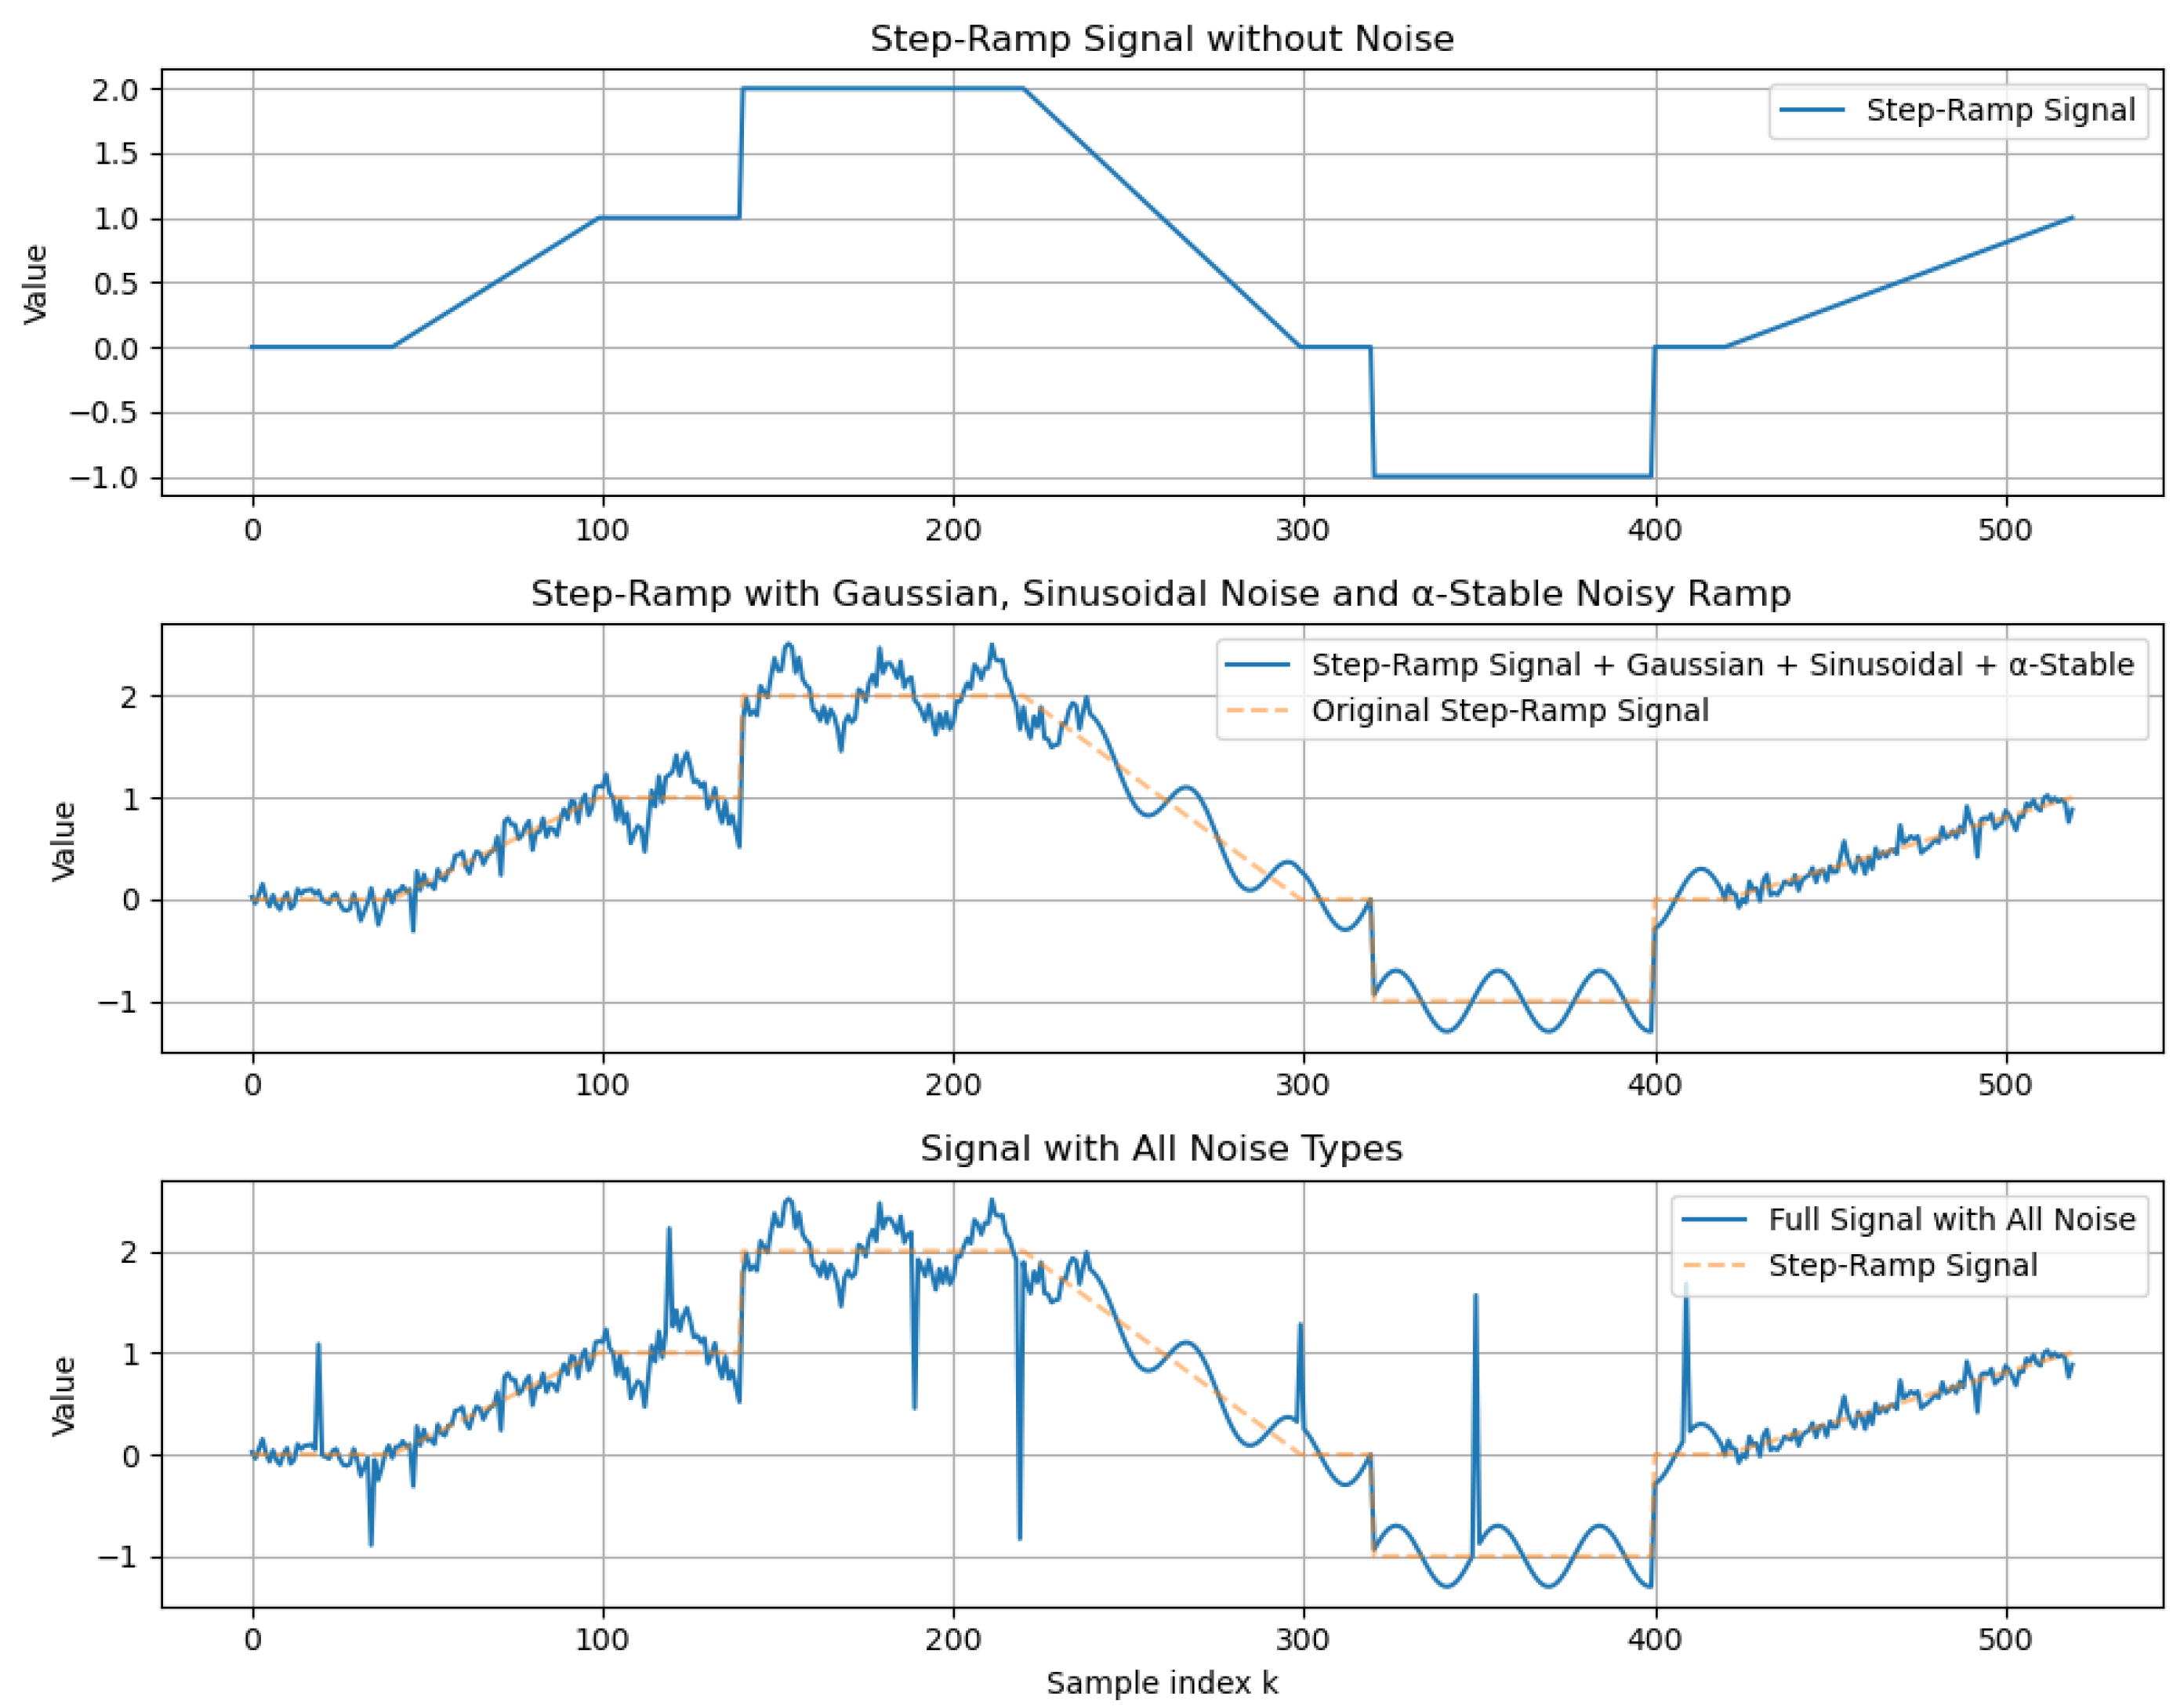 Step-Ramp Signal without Noise
Step-Ramp Signal
Value
2.0
1.5
1.0
0.5
0.0
−0.5
−1.0
0 100 200 300 400 500
Step-Ramp with Gaussian, Sinusoidal Noise and α-Stable Noisy Ramp
Step-Ramp Signal + Gaussian + Sinusoidal + α-Stable
Original Step-Ramp Signal
Value
2
1
0
−1
0 100 200 300 400 500
Signal with All Noise Types
Full Signal with All Noise
Step-Ramp Signal
Value
2
1
0
−1
0 100 200 300 400 500
Sample index k